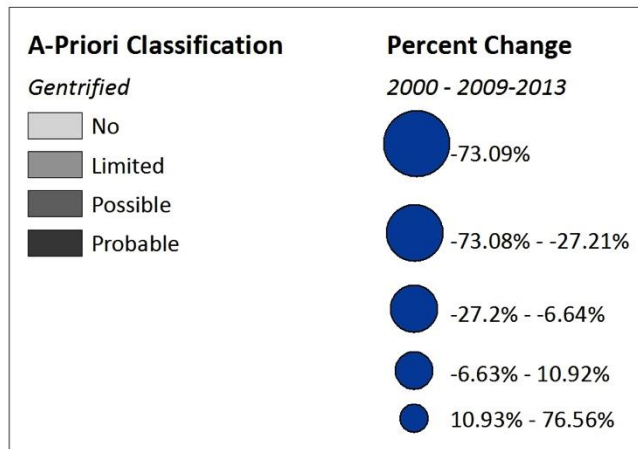 A-Priori Classification
Gentrified
No
Limited
Possible
Probable
Percent Change
2000 - 2009-2013
-73.09%
-73.08% - -27.21%
-27.2% - -6.64%
-6.63% - 10.92%
10.93% - 76.56%